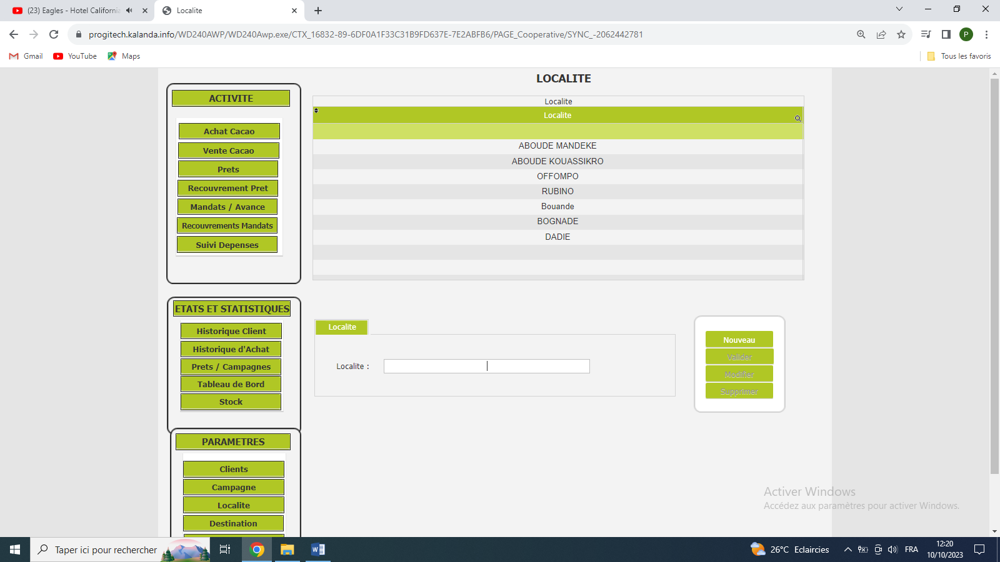 (23) Eagles - Hotel California
Localite
progitech.kalanda.info/WD240AWP/WD240Awp.exe/CTX_16832-89-6DF0A1F33C31B9FD637E-7E2ABFB6/PAGE_Cooperative/SYNC_-2062442781
P
Gmail
YouTube
Maps
Tous les favoris
LOCALITE
ACTIVITE
Achat Cacao
Vente Cacao
Prets
Recouvrement Pret
Mandats / Avance
Recouvrements Mandats
Suivi Depenses
Localite
Localite
ABOUDE MANDEKE
ABOUDE KOUASSIKRO
OFFOMPO
RUBINO
Bouande
BOGNADE
DADIE
ETATS ET STATISTIQUES
Historique Client
Historique d'Achat
Prets / Campagnes
Tableau de Bord
Stock
Localite
Localite :
Nouveau
Valider
Modifier
Supprimer
PARAMETRES
Clients
Campagne
Localite
Destination
Activer Windows
Accédez aux paramètres pour activer Windows.
Taper ici pour rechercher
26°C Eclaircies
FRA
12:20
10/10/2023